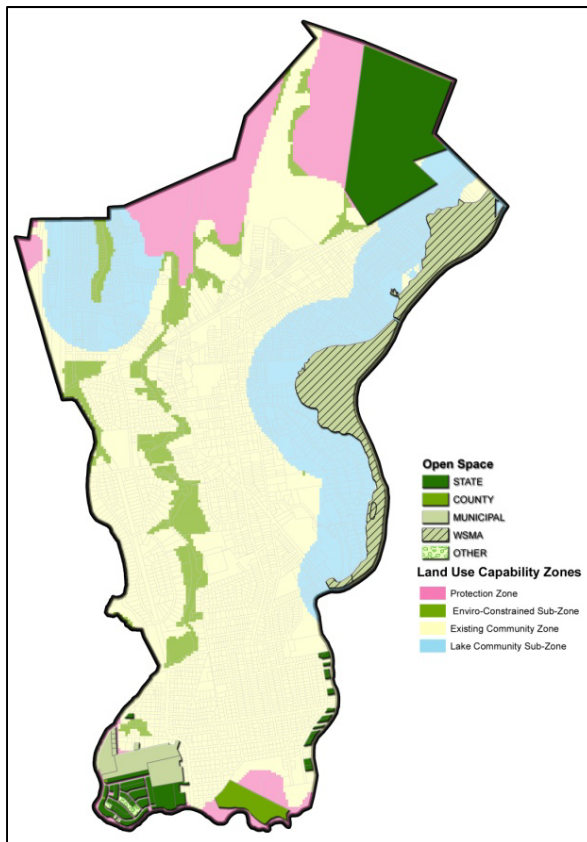 Open Space
STATE
COUNTY
MUNICIPAL
WSMA
OTHER
Land Use Capability Zones
Protection Zone
Enviro-Constrained Sub-Zone
Existing Community Zone
Lake Community Sub-Zone